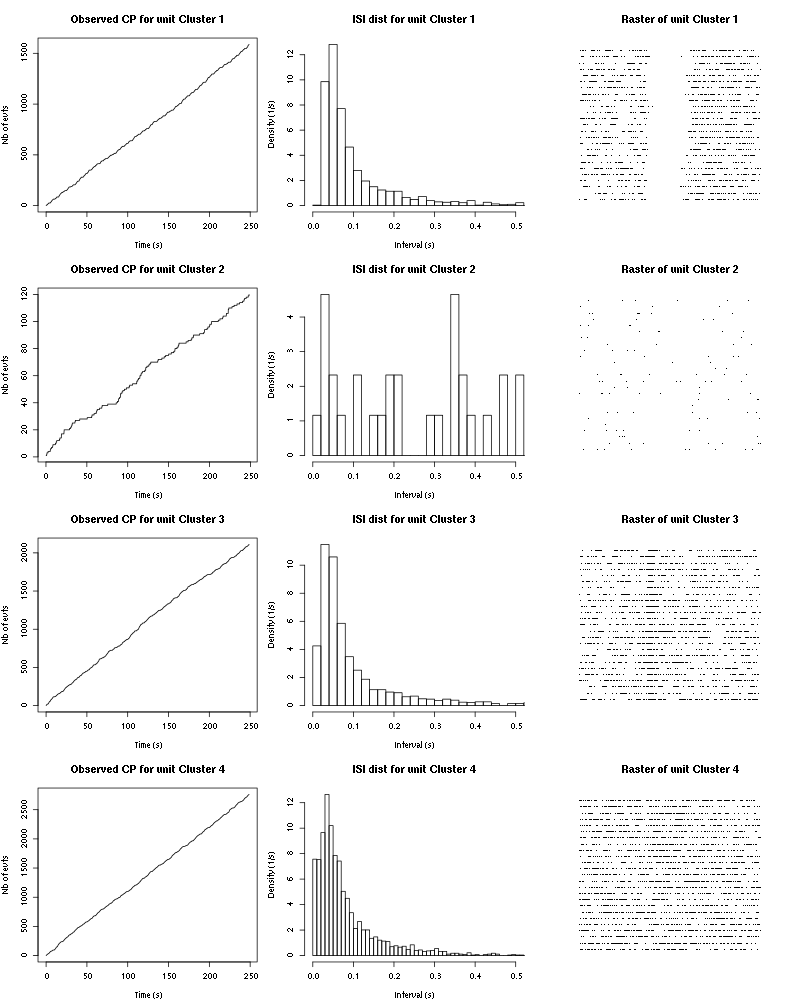 Observed CP for unit Cluster 1
ISI dist for unit Cluster 1
Raster of unit Cluster 1
Nb of evts
0 500 1000 1500
0 50 100 150 200 250
Time (s)
Density (1/s)
0 2 4 6 8 10 12
0.0 0.1 0.2 0.3 0.4 0.5
Interval (s)
Observed CP for unit Cluster 2
ISI dist for unit Cluster 2
Raster of unit Cluster 2
Nb of evts
0 20 40 60 80 100 120
0 50 100 150 200 250
Time (s)
Density (1/s)
0 1 2 3 4
0.0 0.1 0.2 0.3 0.4 0.5
Interval (s)
Observed CP for unit Cluster 3
ISI dist for unit Cluster 3
Raster of unit Cluster 3
Nb of evts
0 500 1000 1500 2000
0 50 100 150 200 250
Time (s)
Density (1/s)
0 2 4 6 8 10
0.0 0.1 0.2 0.3 0.4 0.5
Interval (s)
Observed CP for unit Cluster 4
ISI dist for unit Cluster 4
Raster of unit Cluster 4
Nb of evts
0 500 1000 1500 2000 2500
0 50 100 150 200 250
Time (s)
Density (1/s)
0 2 4 6 8 10 12
0.0 0.1 0.2 0.3 0.4 0.5
Interval (s)